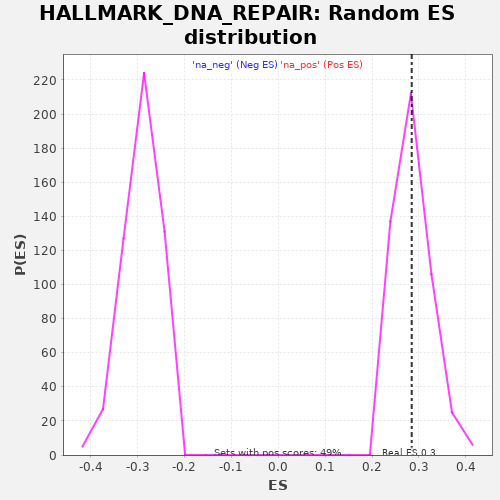 HALLMARK_DNA_REPAIR: Random ES
distribution
'na_neg' (Neg ES) 'na_pos' (Pos ES)
220
200
180
160
140
120
100
80
60
40
20
0
P(ES)
Sets with pos scores: 49%
Real ES 0.3
-0.4 -0.3 -0.2 -0.1 0.0 0.1 0.2 0.3 0.4
ES